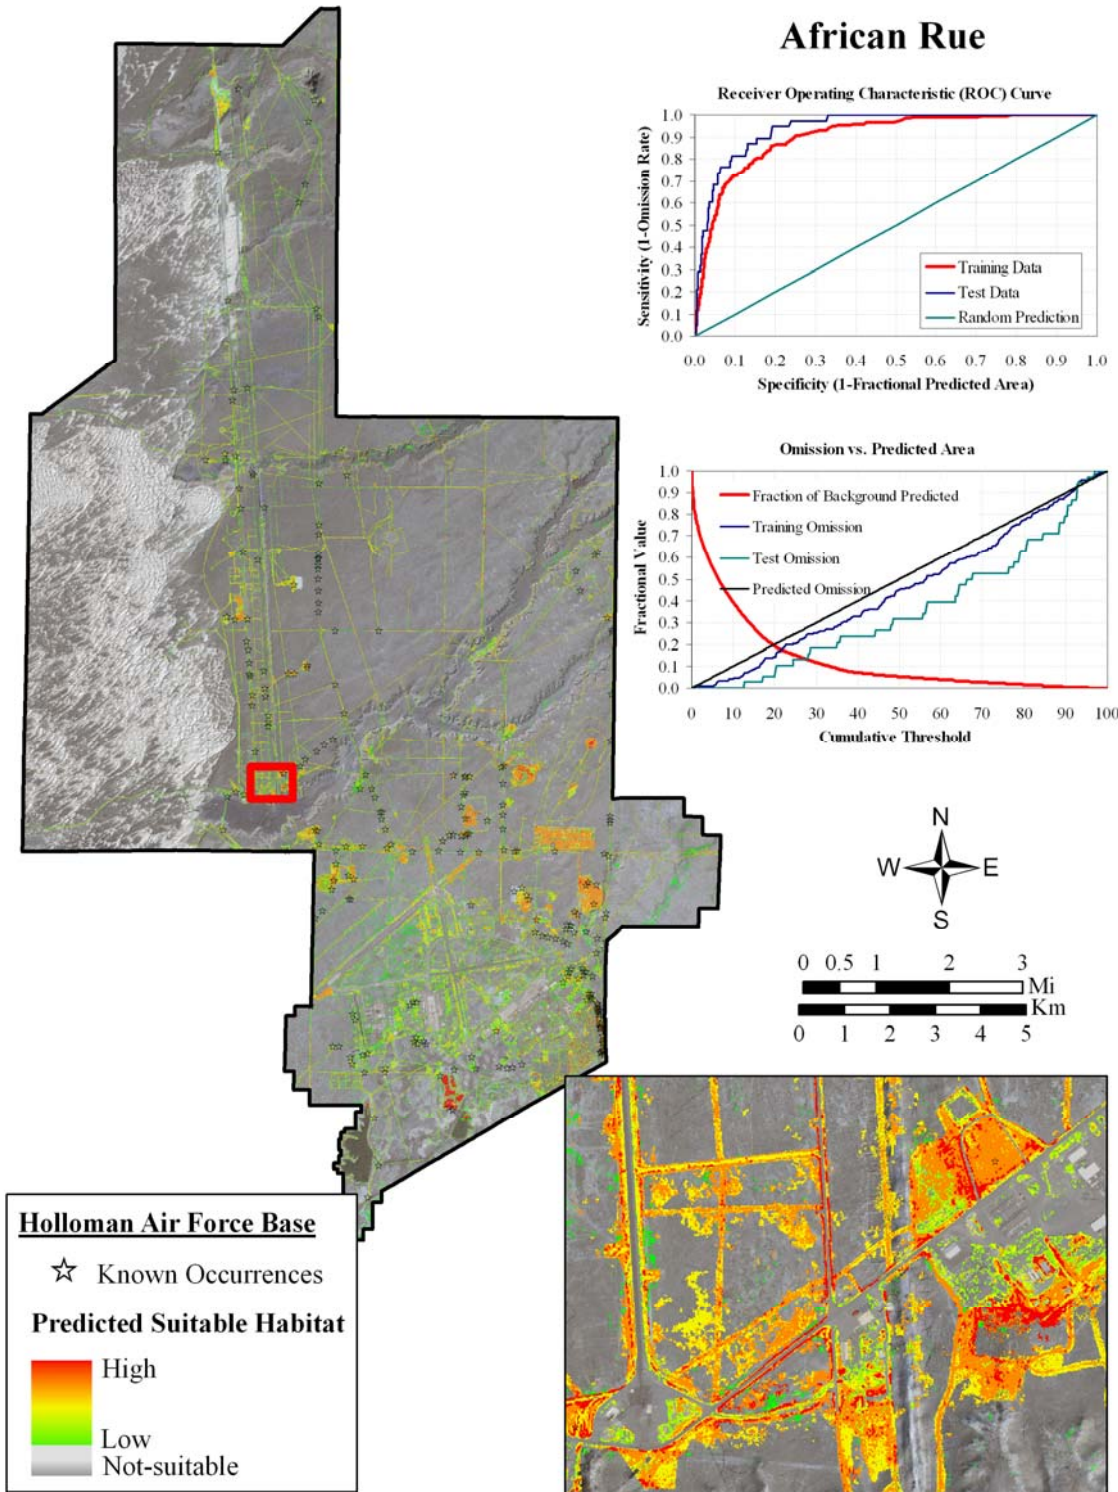 African Rue
Receiver Operating Characteristic (ROC) Curve
Sensitivity (1-Omission Rate)
1.0
0.9
0.8
0.7
0.6
0.5
0.4
0.3
0.2
0.1
0.0
Training Data
Test Data
Random Prediction
0.0 0.1 0.2 0.3 0.4 0.5 0.6 0.7 0.8 0.9 1.0
Specificity (1-Fractional Predicted Area)
Omission vs. Predicted Area
Fractional Value
1.0
0.9
0.8
0.7
0.6
0.5
0.4
0.3
0.2
0.1
0.0
Fraction of Background Predicted
Training Omission
Test Omission
Predicted Omission
0 10 20 30 40 50 60 70 80 90 100
Cumulative Threshold
N
W E
S
0 0.5 1 2 3
Mi
Km
0 1 2 3 4 5
Holloman Air Force Base
Known Occurrences
Predicted Suitable Habitat
High
Low
Not-suitable